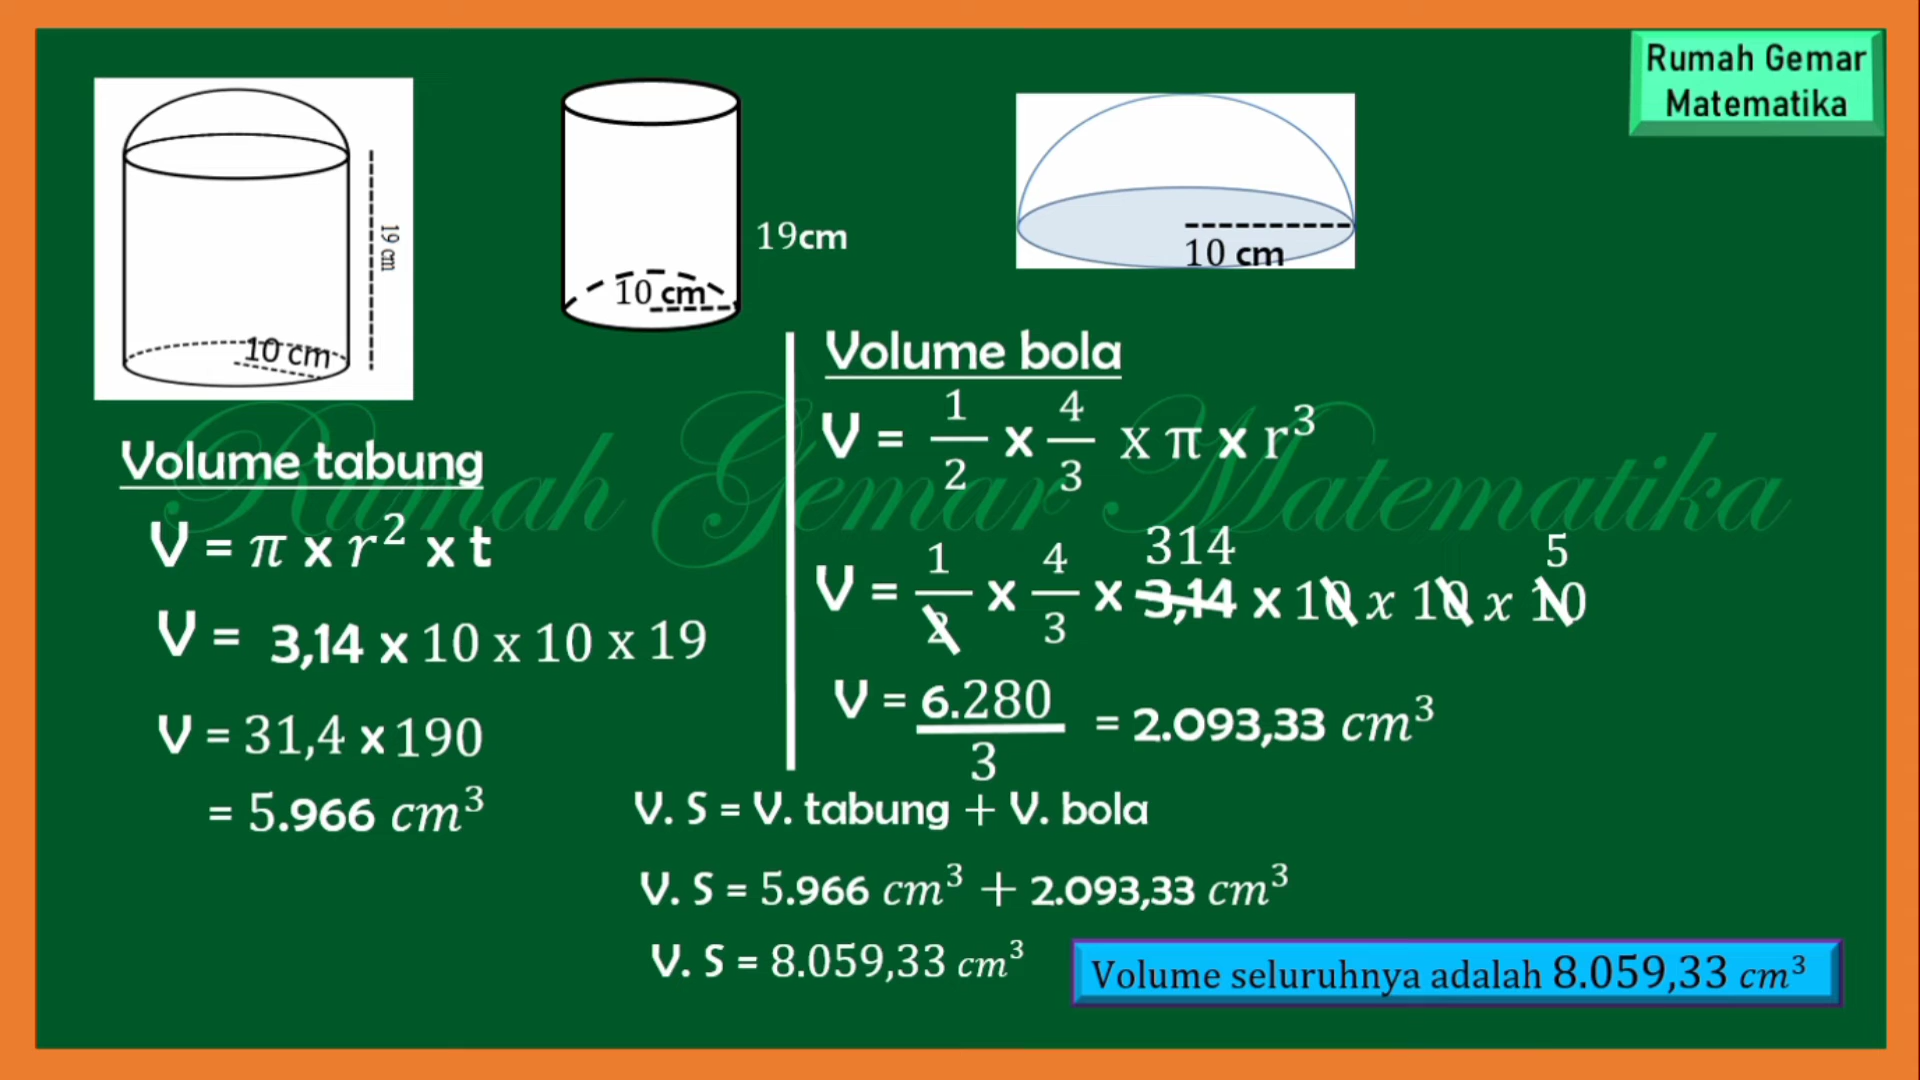 Rumah Gemar
Matematika
19 cm
10 cm
19cm
10 cm
10 cm
Rumah Gemar Matematika
Volume tabung
V = π x r² x t
V = 3,14 x 10 x 10 x 19
V = 31,4 x 190
= 5.966 cm³
Volume bola
V = 1/2 x 4/3 x π x r³
314 5
V = 1/2 x 4/3 x 3,14 x 10 x 10 x 10
V = 6.280/3 = 2.093,33 cm³
V. S = V. tabung + V. bola
V. S = 5.966 cm³ + 2.093,33 cm³
V. S = 8.059,33 cm³
Volume seluruhnya adalah 8.059,33 cm³